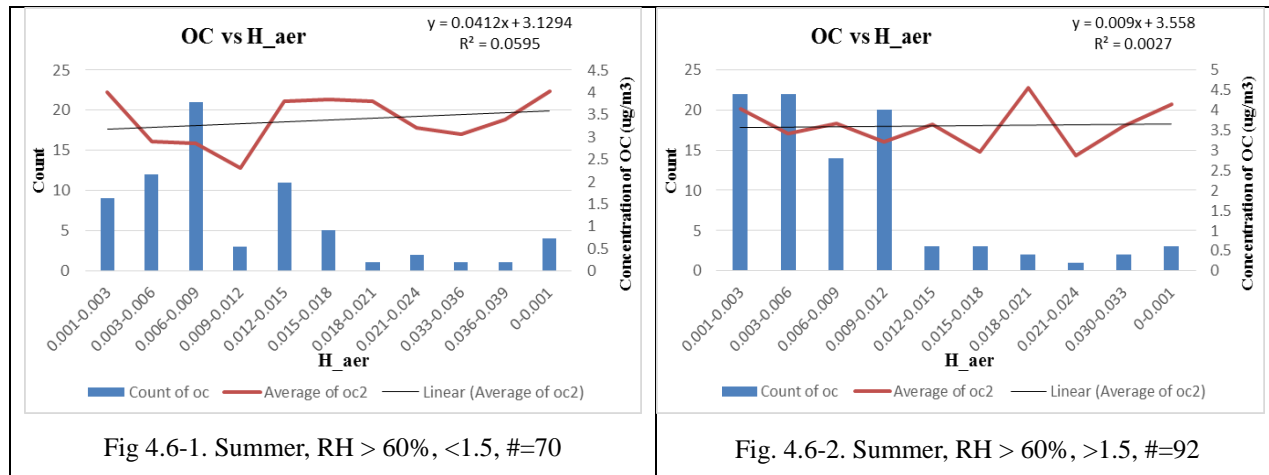 OC vs H_aer
y = 0.0412x + 3.1294
R² = 0.0595
25
20
15
10
5
0
Count
4.5
4
3.5
3
2.5
2
1.5
1
0.5
0
Concentration of OC (ug/m3)
0.001-0.003
0.003-0.006
0.006-0.009
0.009-0.012
0.012-0.015
0.015-0.018
0.018-0.021
0.021-0.024
0.033-0.036
0.036-0.039
0-0.001
H_aer
Count of oc
Average of oc2
Linear (Average of oc2)
Fig 4.6-1. Summer, RH > 60%, <1.5, #=70
OC vs H_aer
y = 0.009x + 3.558
R² = 0.0027
25
20
15
10
5
0
Count
5
4.5
4
3.5
3
2.5
2
1.5
1
0.5
0
Concentration of OC (ug/m3)
0.001-0.003
0.003-0.006
0.006-0.009
0.009-0.012
0.012-0.015
0.015-0.018
0.018-0.021
0.021-0.024
0.030-0.033
0-0.001
H_aer
Count of oc
Average of oc2
Linear (Average of oc2)
Fig. 4.6-2. Summer, RH > 60%, >1.5, #=92